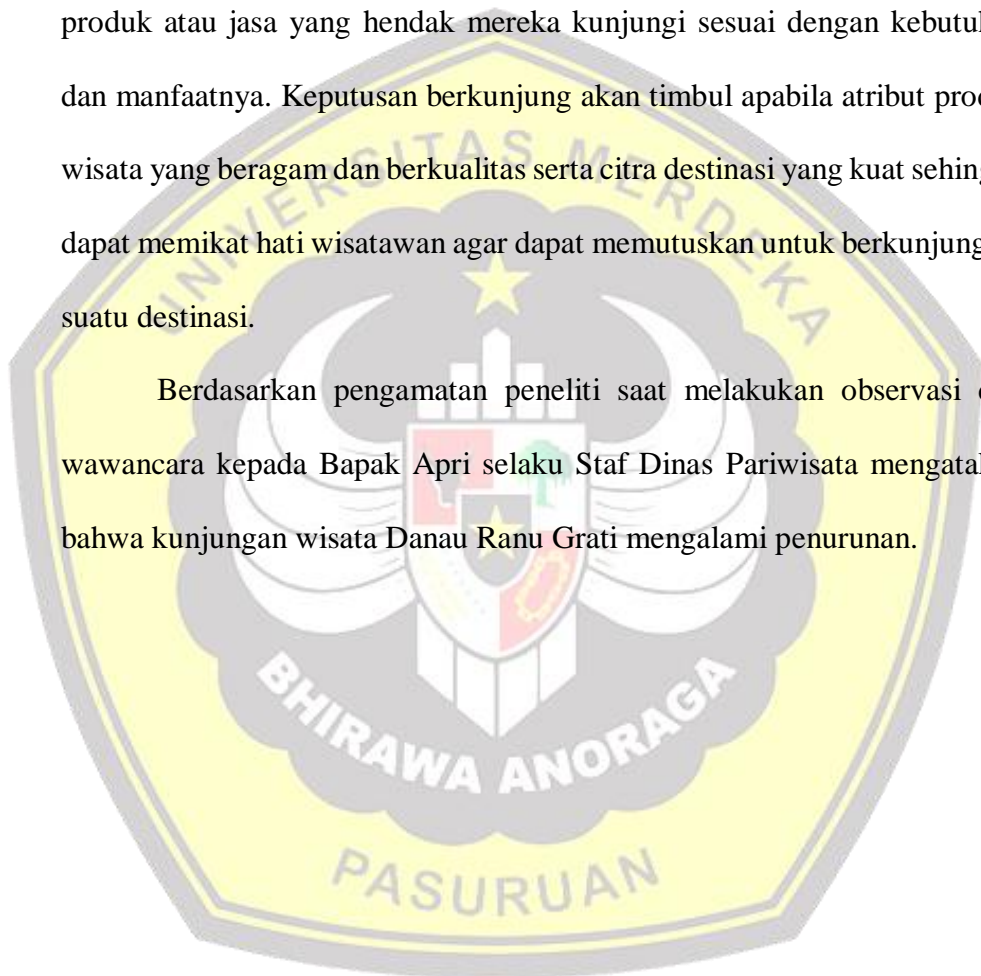 produk atau jasa yang hendak mereka kunjungi sesuai dengan kebutul
dan manfaatnya. Keputusan berkunjung akan timbul apabila atribut pro
wisata yang beragam dan berkualitas serta citra destinasi yang kuat sehing
dapat memikat hati wisatawan agar dapat memutuskan untuk berkunjung
suatu destinasi.
Berdasarkan pengamatan peneliti saat melakukan observasi
wawancara kepada Bapak Apri selaku Staf Dinas Pariwisata mengatal
bahwa kunjungan wisata Danau Ranu Grati mengalami penurunan.
UNIVERSITAS MERDEKA
BHIRAWA ANORAGA
PASURUAN